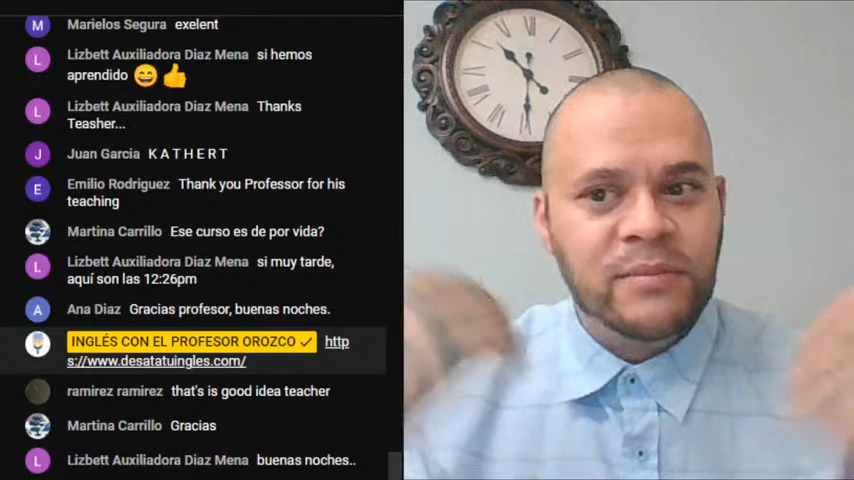 M Marielos Segura exelent
L Lizbett Auxiliadora Diaz Mena si hemos
aprendido 😄👍
L Lizbett Auxiliadora Diaz Mena Thanks
Teasher...
J Juan Garcia K A T H E R T
E Emilio Rodriguez Thank you Professor for his
teaching
Martina Carrillo Ese curso es de por vida?
L Lizbett Auxiliadora Diaz Mena si muy tarde,
aquí son las 12:26pm
A Ana Diaz Gracias profesor, buenas noches.
INGLÉS CON EL PROFESOR OROZCO ✓ http
s://www.desatatuingles.com/
ramirez ramirez that's is good idea teacher
Martina Carrillo Gracias
L Lizbett Auxiliadora Diaz Mena buenas noches..